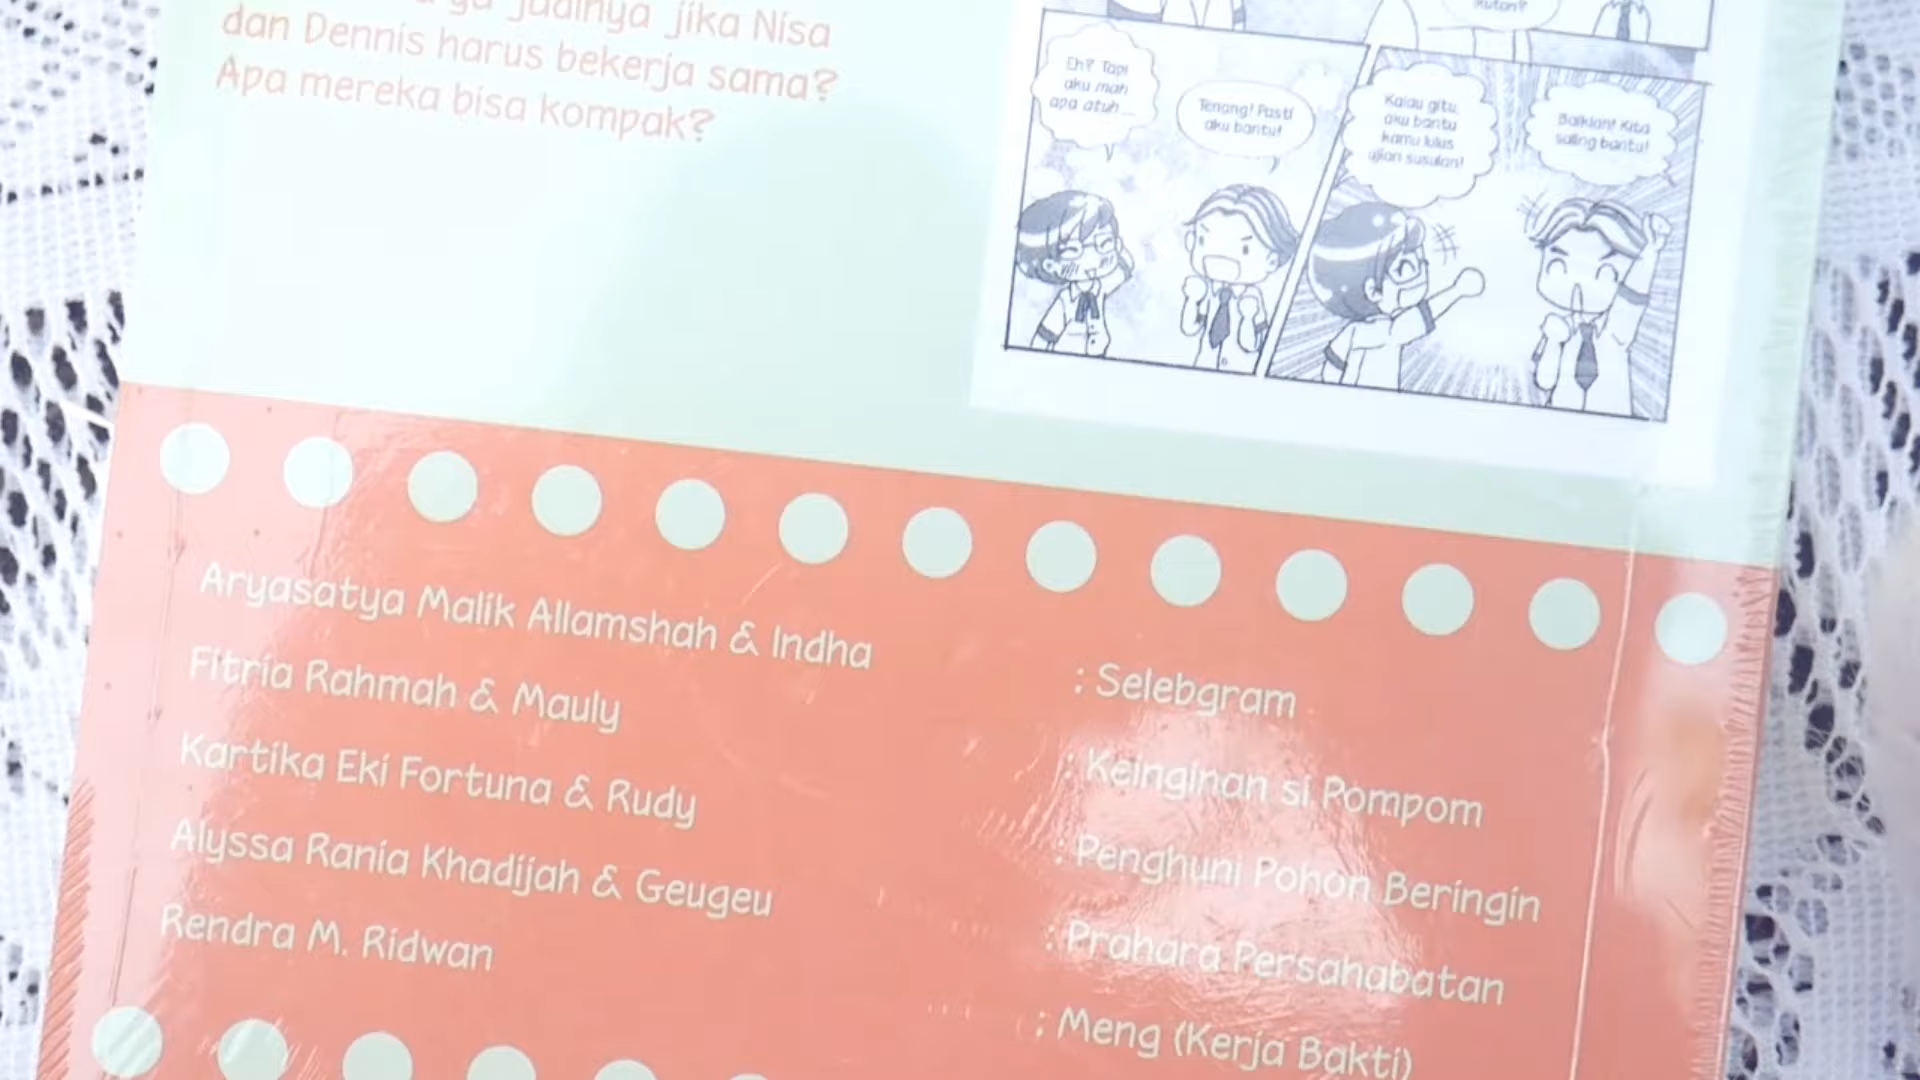 jadinya jika Nisa
dan Dennis harus bekerja sama?
Apa mereka bisa kompak?
Eh? Tapi
aku mah
apa atuh...
Tenang! Pasti
aku bantu!
Kalau gitu,
aku bantu
kamu lulus
ujian susulan!
Baiklah! Kita
saling bantu!
Aryasatya Malik Allamshah & Indha : Selebgram
Fitria Rahmah & Mauly : Keinginan si Pompom
Kartika Eki Fortuna & Rudy : Penghuni Pohon Beringin
Alyssa Rania Khadijah & Geugeu : Prahara Persahabatan
Rendra M. Ridwan : Meng (Kerja Bakti)